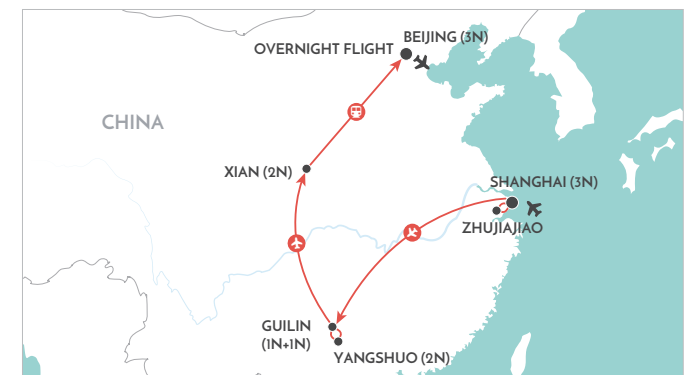 BEIJING (3N)
OVERNIGHT FLIGHT
CHINA
XIAN (2N)
SHANGHAI (3N)
ZHUJIAJIAO
GUILIN
(1N+1N)
YANGSHUO (2N)